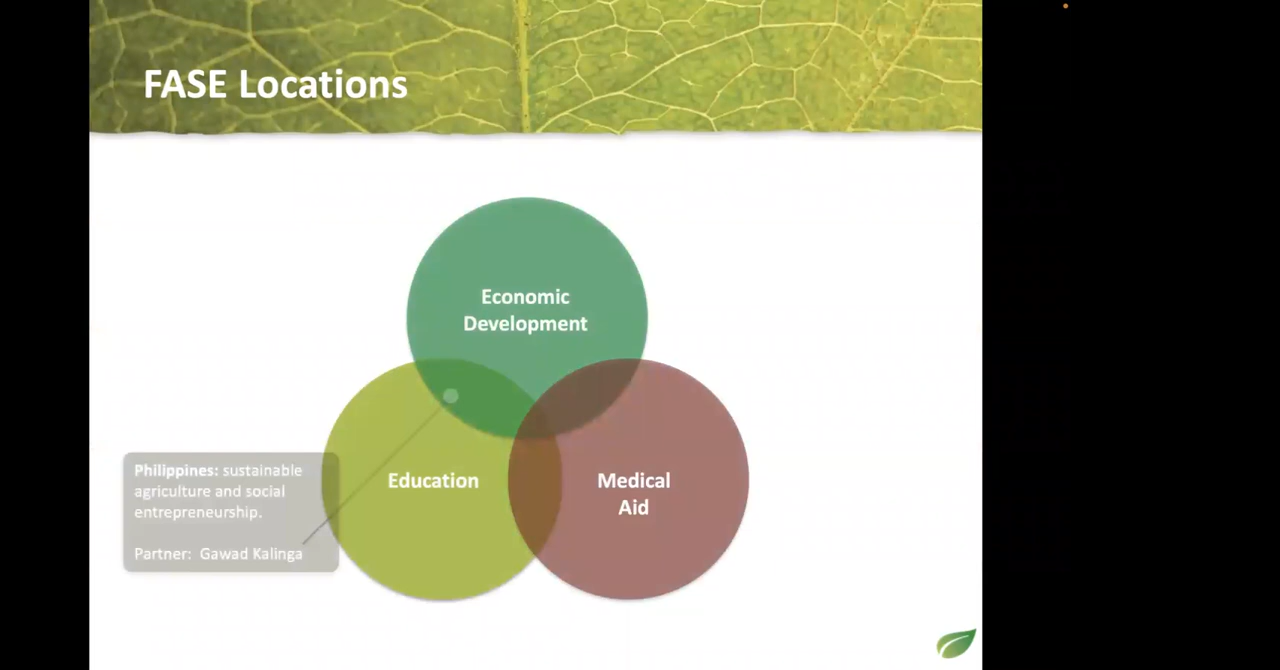 FASE Locations
Economic
Development
Education
Medical
Aid
Philippines: sustainable
agriculture and social
entrepreneurship.
Partner: Gawad Kalinga